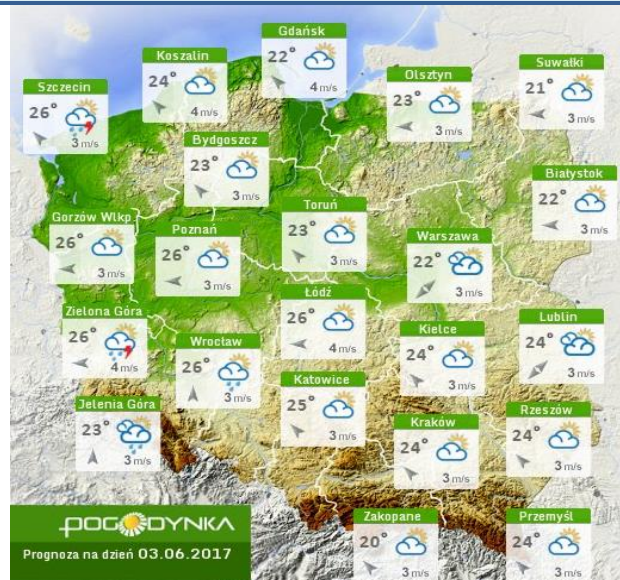 Gdańsk
22°
4 m/s
Koszalin
24°
4 m/s
Suwałki
21°
3 m/s
Olsztyn
23°
3 m/s
Szczecin
26°
3 m/s
Bydgoszcz
23°
3 m/s
Białystok
22°
3 m/s
Toruń
23°
3 m/s
Gorzów Wlkp.
26°
3 m/s
Poznań
26°
3 m/s
Warszawa
22°
3 m/s
Łódź
26°
4 m/s
Zielona Góra
26°
4 m/s
Lublin
24°
3 m/s
Kielce
24°
3 m/s
Wrocław
26°
3 m/s
Katowice
25°
3 m/s
Jelenia Góra
23°
3 m/s
Rzeszów
24°
3 m/s
Kraków
24°
3 m/s
Zakopane
20°
3 m/s
Przemyśl
24°
3 m/s
POGODYNKA
Prognoza na dzień 03.06.2017